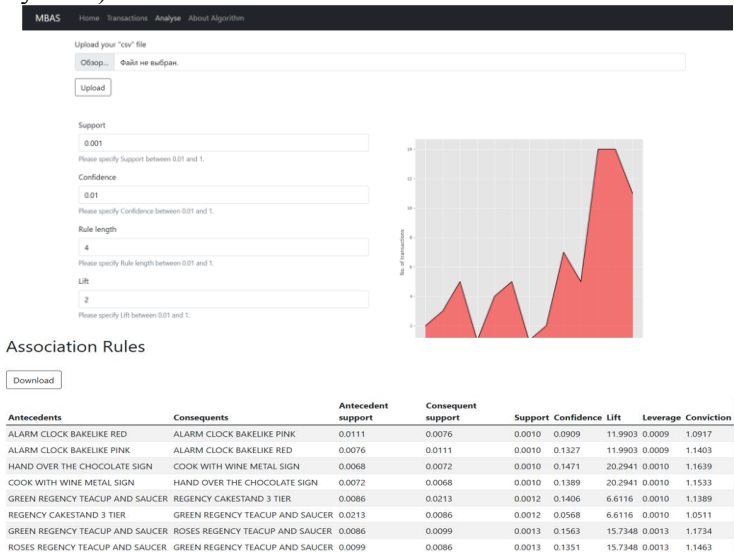 MBAS Home Transactions Analyse About Algorithm
Upload your "csv" file
Обзор... Файл не выбран.
Upload
Support
0.001
Please specify Support between 0.01 and 1.
Confidence
0.01
Please specify Confidence between 0.01 and 1.
Rule length
4
Please specify Rule length between 0.01 and 1.
Lift
2
Please specify Lift between 0.01 and 1.
14
12
10
8
6
4
2
No. of transactions
Association Rules
Download
Antecedents Consequents Antecedent support Consequent support Support Confidence Lift Leverage Conviction
ALARM CLOCK BAKELIKE RED ALARM CLOCK BAKELIKE PINK 0.0111 0.0076 0.0010 0.0909 11.9903 0.0009 1.0917
ALARM CLOCK BAKELIKE PINK ALARM CLOCK BAKELIKE RED 0.0076 0.0111 0.0010 0.1327 11.9903 0.0009 1.1403
HAND OVER THE CHOCOLATE SIGN COOK WITH WINE METAL SIGN 0.0068 0.0072 0.0010 0.1471 20.2941 0.0010 1.1639
COOK WITH WINE METAL SIGN HAND OVER THE CHOCOLATE SIGN 0.0072 0.0068 0.0010 0.1389 20.2941 0.0010 1.1533
GREEN REGENCY TEACUP AND SAUCER REGENCY CAKESTAND 3 TIER 0.0086 0.0213 0.0012 0.1406 6.6116 0.0010 1.1389
REGENCY CAKESTAND 3 TIER GREEN REGENCY TEACUP AND SAUCER 0.0213 0.0086 0.0012 0.0568 6.6116 0.0010 1.0511
GREEN REGENCY TEACUP AND SAUCER ROSES REGENCY TEACUP AND SAUCER 0.0086 0.0099 0.0013 0.1563 15.7348 0.0013 1.1734
ROSES REGENCY TEACUP AND SAUCER GREEN REGENCY TEACUP AND SAUCER 0.0099 0.0086 0.0013 0.1351 15.7348 0.0013 1.1463